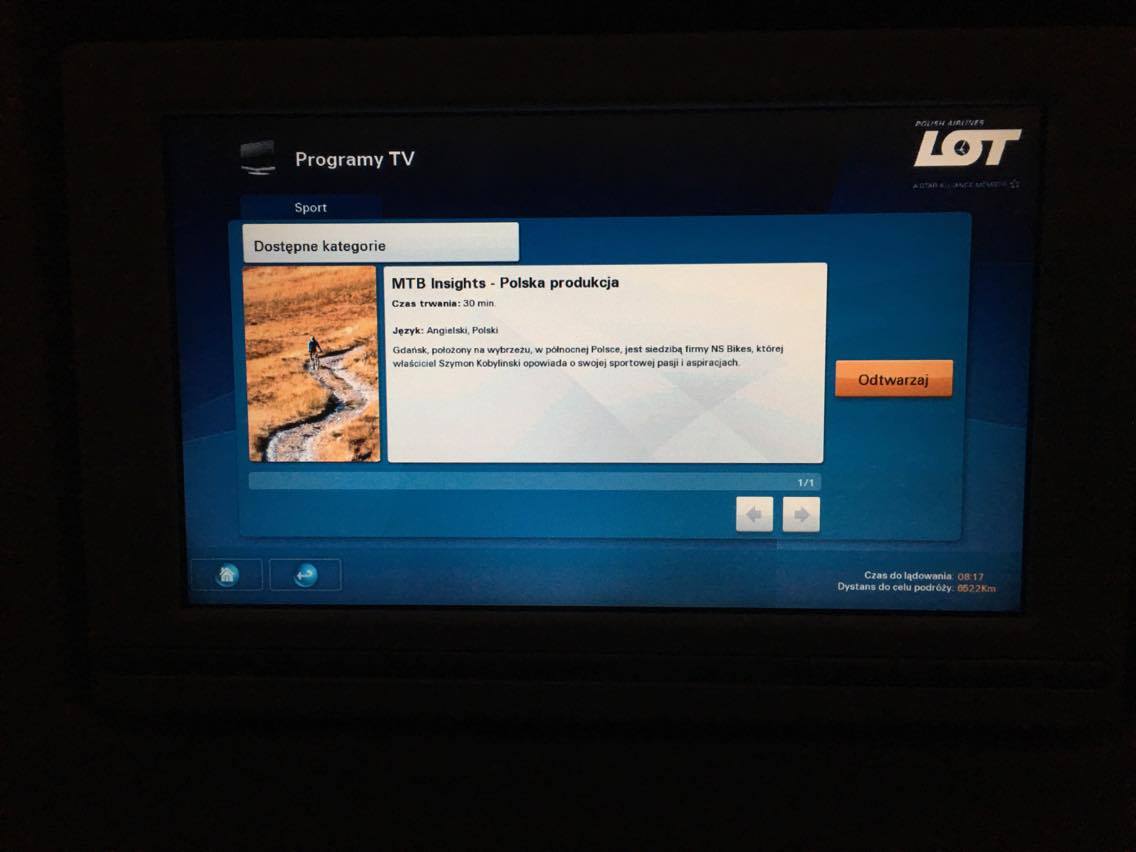 POLISH AIRLINES
LOT
A STAR ALLIANCE MEMBER
Programy TV
Sport
Dostępne kategorie
MTB Insights - Polska produkcja
Czas trwania: 30 min.
Język: Angielski, Polski
Gdańsk, położony na wybrzeżu, w północnej Polsce, jest siedzibą firmy NS Bikes, której
właściciel Szymon Kobylinski opowiada o swojej sportowej pasji i aspiracjach.
Odtwarzaj
1/1
Czas do lądowania: 08:17
Dystans do celu podróży: 6522Km